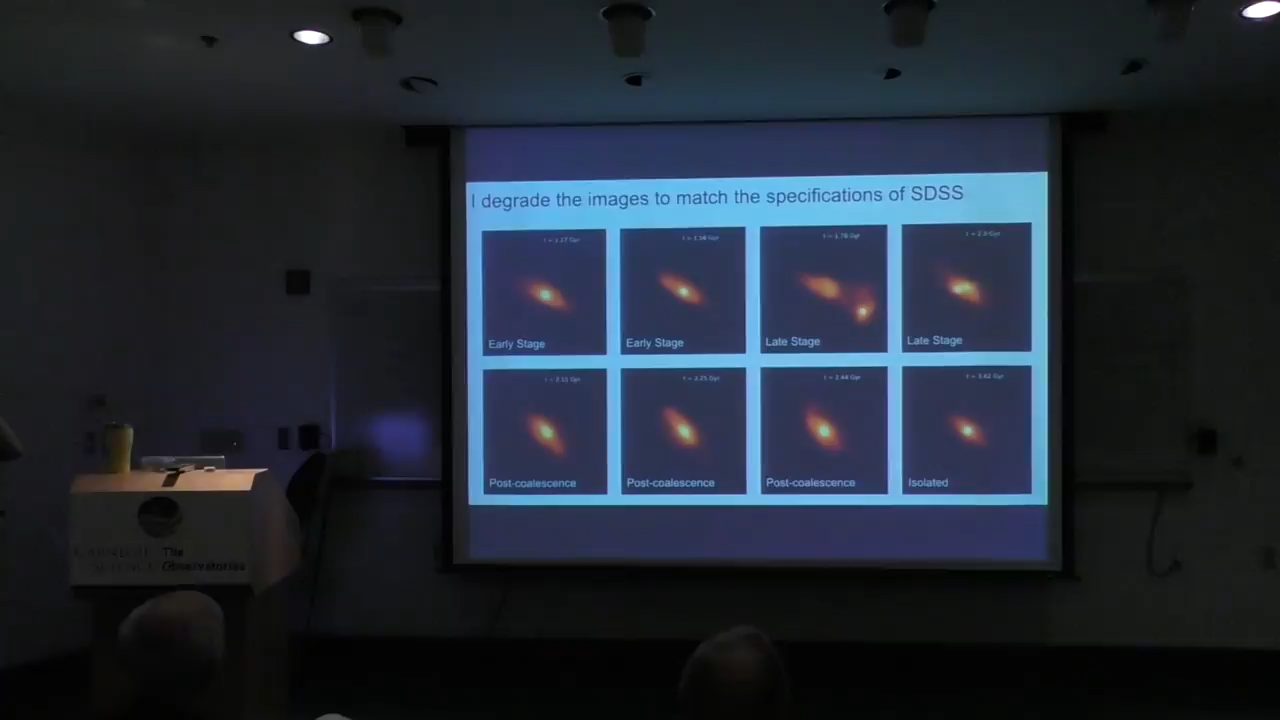 I degrade the images to match the specifications of SDSS
Early Stage
Early Stage
Late Stage
Late Stage
Post-coalescence
Post-coalescence
Post-coalescence
Isolated
The
Observatories